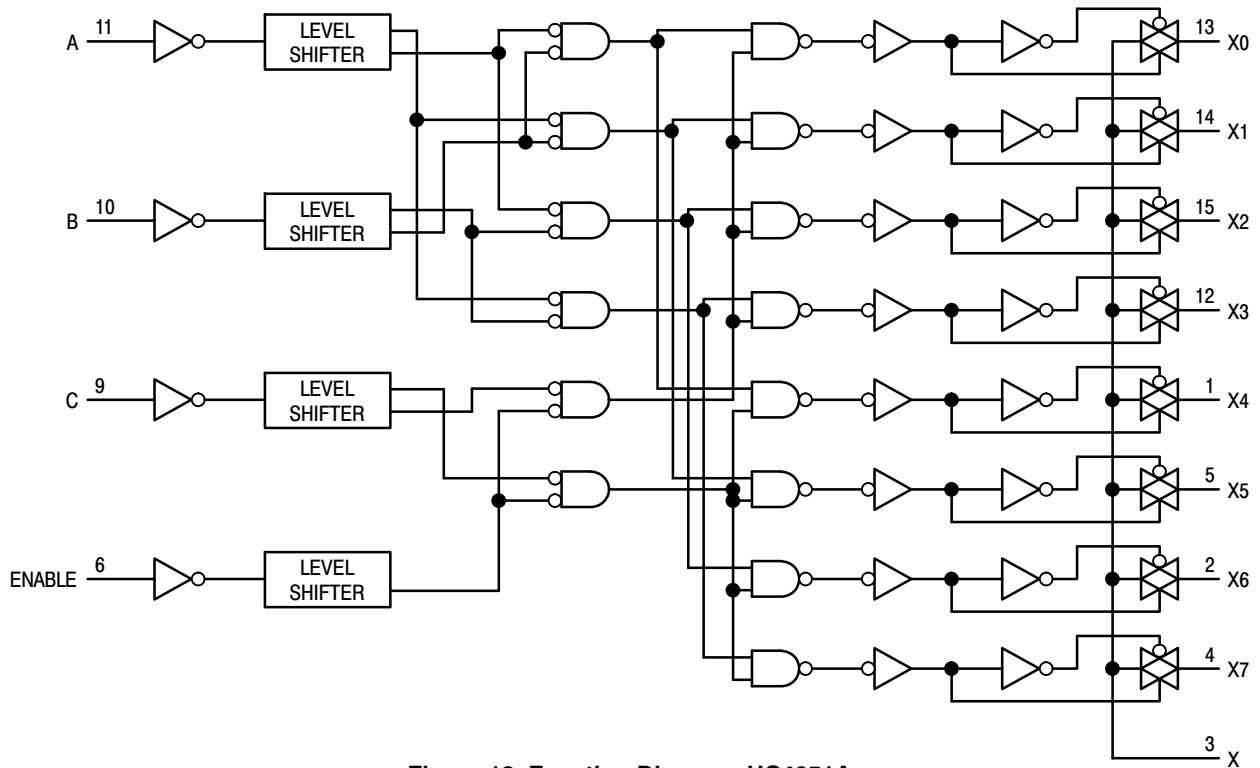 A 11 LEVEL SHIFTER 13 X0
14 X1
B 10 LEVEL SHIFTER 15 X2
12 X3
C 9 LEVEL SHIFTER 1 X4
5 X5
ENABLE 6 LEVEL SHIFTER 2 X6
4 X7
3 X